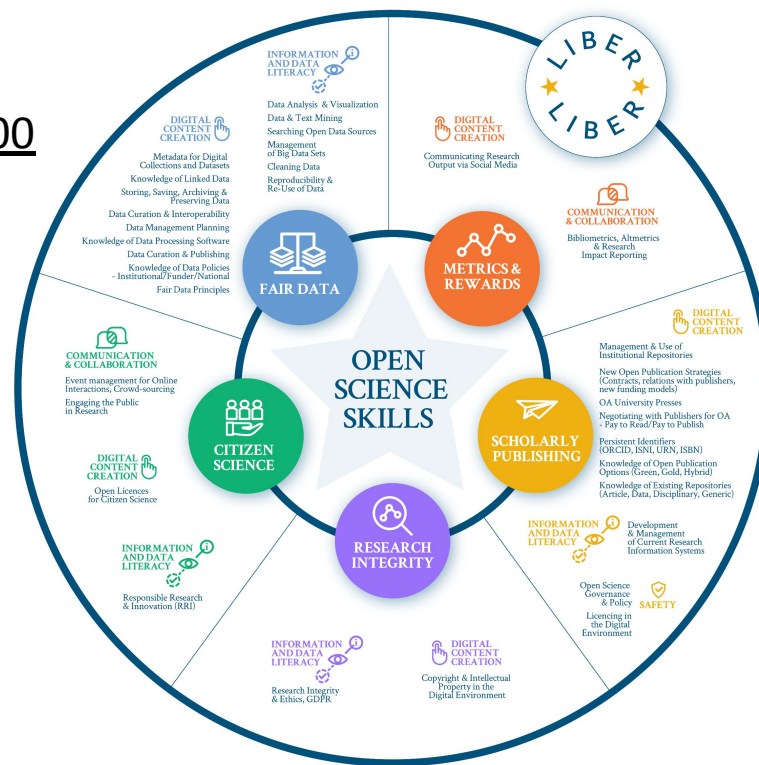 00
LIBER
LIBER
INFORMATION
AND DATA
LITERACY
Data Analysis & Visualization
Data & Text Mining
Searching Open Data Sources
Management
of Big Data Sets
Cleaning Data
Reproducibility &
Re-Use of Data
DIGITAL
CONTENT
CREATION
Metadata for Digital
Collections and Datasets
Knowledge of Linked Data
Storing, Saving, Archiving &
Preserving Data
Data Curation & Interoperability
Data Management Planning
Knowledge of Data Processing Software
Data Curation & Publishing
Knowledge of Data Policies
- Institutional/Funder/National
Fair Data Principles
FAIR DATA
DIGITAL
CONTENT
CREATION
Communicating Research
Output via Social Media
COMMUNICATION
& COLLABORATION
Bibliometrics, Altmetrics
& Research
Impact Reporting
METRICS &
REWARDS
OPEN
SCIENCE
SKILLS
DIGITAL
CONTENT
CREATION
Management & Use of
Institutional Repositories
New Open Publication Strategies
(Contracts, relations with publishers,
new funding models)
OA University Presses
Negotiating with Publishers for OA
- Pay to Read/Pay to Publish
Persistent Identifiers
(ORCID, ISNI, URN, ISBN)
Knowledge of Open Publication
Options (Green, Gold, Hybrid)
Knowledge of Existing Repositories
(Article, Data, Disciplinary, Generic)
INFORMATION
AND DATA
LITERACY
Development
& Management
of Current Research
Information Systems
Open Science
Governance
& Policy
Licencing in
the Digital
Environment
SAFETY
SCHOLARLY
PUBLISHING
COMMUNICATION
& COLLABORATION
Event management for Online
Interactions, Crowd-sourcing
Engaging the Public
in Research
DIGITAL
CONTENT
CREATION
Open Licences
for Citizen Science
INFORMATION
AND DATA
LITERACY
Responsible Research
& Innovation (RRI)
CITIZEN
SCIENCE
RESEARCH
INTEGRITY
INFORMATION
AND DATA
LITERACY
Research Integrity
& Ethics, GDPR
DIGITAL
CONTENT
CREATION
Copyright & Intellectual
Property in the
Digital Environment